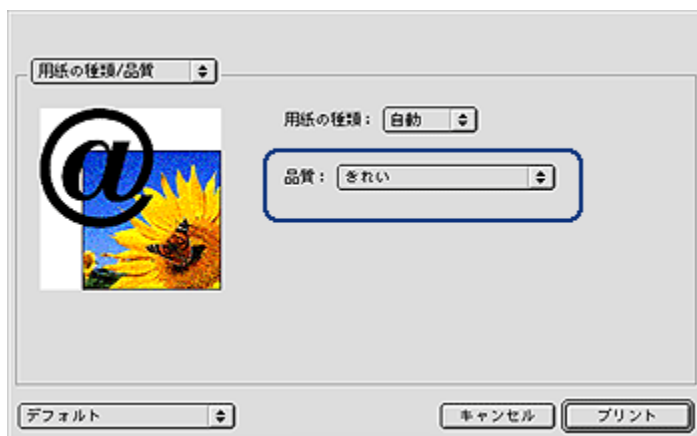 用紙の種類/品質
@
用紙の種類： 自動
品質： きれい
デフォルト
キャンセル プリント